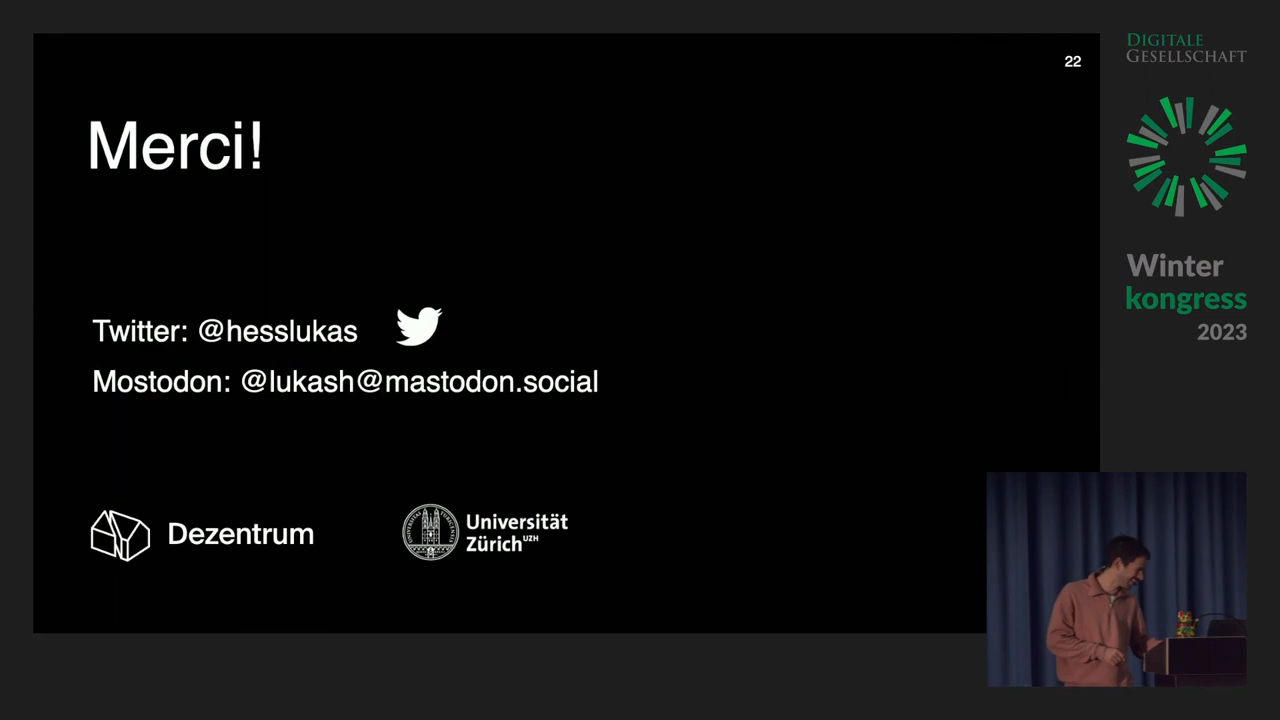 22
Merci!
Twitter: @hesslukas
Mostodon: @lukash@mastodon.social
Dezentrum
Universität
Zürich UZH
DIGITALE
GESELLSCHAFT
Winter
kongress
2023